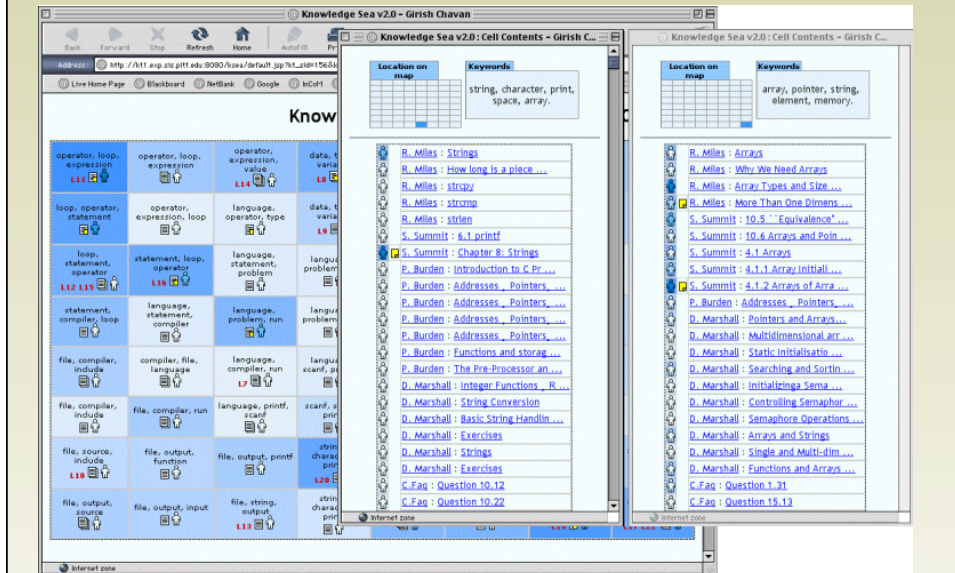 Knowledge Sea v2.0 - Girish Chavan
Back Forward Stop Refresh Home AutoFill
Address: http://kt1.exp.sis.pitt.edu:8080/ksea/default.jsp?kt_sid=
Live Home Page Blackboard NetBank Google InCoM
Know
operator, loop,
expression
L11
operator, loop,
expression
operator,
expression,
value
L14
data, t
varia
L8
loop, operator,
statement
operator,
expression, loop
language,
operator, type
data, t
varia
L9
loop,
statement,
operator
L12 L15
statement, loop,
operator
L16
language,
statement,
problem
langua
problem
statement,
compiler, loop
language,
statement,
compiler
language,
problem, run
langua
problem
file, compiler,
include
compiler, file,
language
language,
compiler, run
L7
langua
scanf, p
file, compiler,
include
file, compiler, run
language, printf,
scanf
scanf, s
prin
file, source,
include
L10
file, output,
function
file, output, printf
strin
charac
prin
L20
file, output,
source
file, output, input
file, string,
output
L13
strin
charac
prin
Internet zone
Knowledge Sea v2.0: Cell Contents - Girish C...
Location on
map
Keywords
string, character, print,
space, array.
R. Miles : Strings
R. Miles : How long is a piece ...
R. Miles : strcpy
R. Miles : strcmp
R. Miles : strlen
S. Summit : 6.1 printf
S. Summit : Chapter 8: Strings
P. Burden : Introduction to C Pr ...
P. Burden : Addresses , Pointers, ...
P. Burden : Addresses , Pointers, ...
P. Burden : Addresses , Pointers, ...
P. Burden : Addresses , Pointers, ...
P. Burden : Functions and storag ...
P. Burden : The Pre-Processor an ...
D. Marshall : Integer Functions , R ...
D. Marshall : String Conversion
D. Marshall : Basic String Handlin ...
D. Marshall : Exercises
D. Marshall : Strings
D. Marshall : Exercises
C.Faq : Question 10.12
C.Faq : Question 10.22
Internet zone
Knowledge Sea v2.0: Cell Contents - Girish C...
Location on
map
Keywords
array, pointer, string,
element, memory.
R. Miles : Arrays
R. Miles : Why We Need Arrays
R. Miles : Array Types and Size ...
R. Miles : More Than One Dimens ...
S. Summit : 10.5 ``Equivalence'' ...
S. Summit : 10.6 Arrays and Poin ...
S. Summit : 4.1 Arrays
S. Summit : 4.1.1 Array Initiali ...
S. Summit : 4.1.2 Arrays of Arra ...
P. Burden : Addresses , Pointers, ...
D. Marshall : Pointers and Arrays...
D. Marshall : Multidimensional arr ...
D. Marshall : Static Initialisatio ...
D. Marshall : Searching and Sortin ...
D. Marshall : Initializinga Sema ...
D. Marshall : Controlling Semaphor ...
D. Marshall : Semaphore Operations ...
D. Marshall : Arrays and Strings
D. Marshall : Single and Multi-dim ...
D. Marshall : Functions and Arrays ...
C.Faq : Question 1.31
C.Faq : Question 15.13
Internet zone